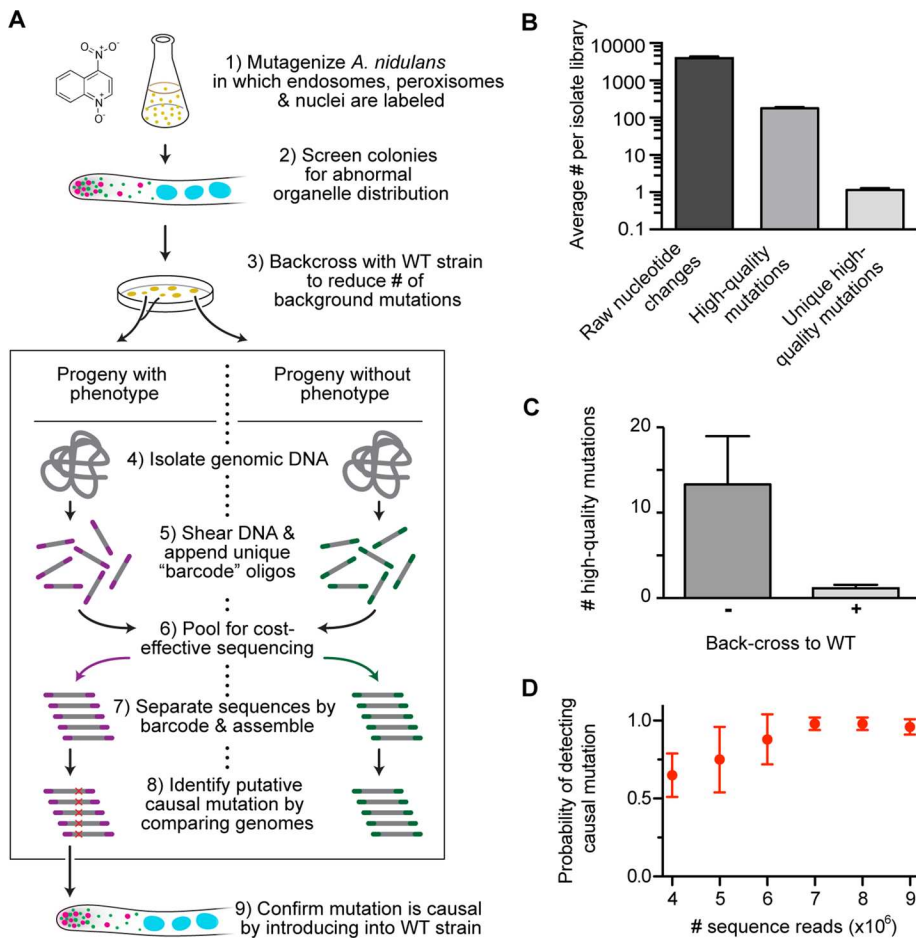 A
O
O-
N+
N+
O-
1) Mutagenize A. nidulans
in which endosomes, peroxisomes
& nuclei are labeled
2) Screen colonies
for abnormal
organelle distribution
3) Backcross with WT strain
to reduce # of
background mutations
Progeny with
phenotype
Progeny without
phenotype
4) Isolate genomic DNA
5) Shear DNA &
append unique
“barcode” oligos
6) Pool for cost-
effective sequencing
7) Separate sequences by
barcode & assemble
8) Identify putative
causal mutation by
comparing genomes
9) Confirm mutation is causal
by introducing into WT strain
B
Average # per isolate library
10000
1000
100
10
1
0.1
Raw nucleotide
changes
High-quality
mutations
Unique high-
quality mutations
C
# high-quality mutations
20
10
0
- +
Back-cross to WT
D
Probability of detecting
causal mutation
1.0
0.5
0
4 5 6 7 8 9
# sequence reads (x10⁶)